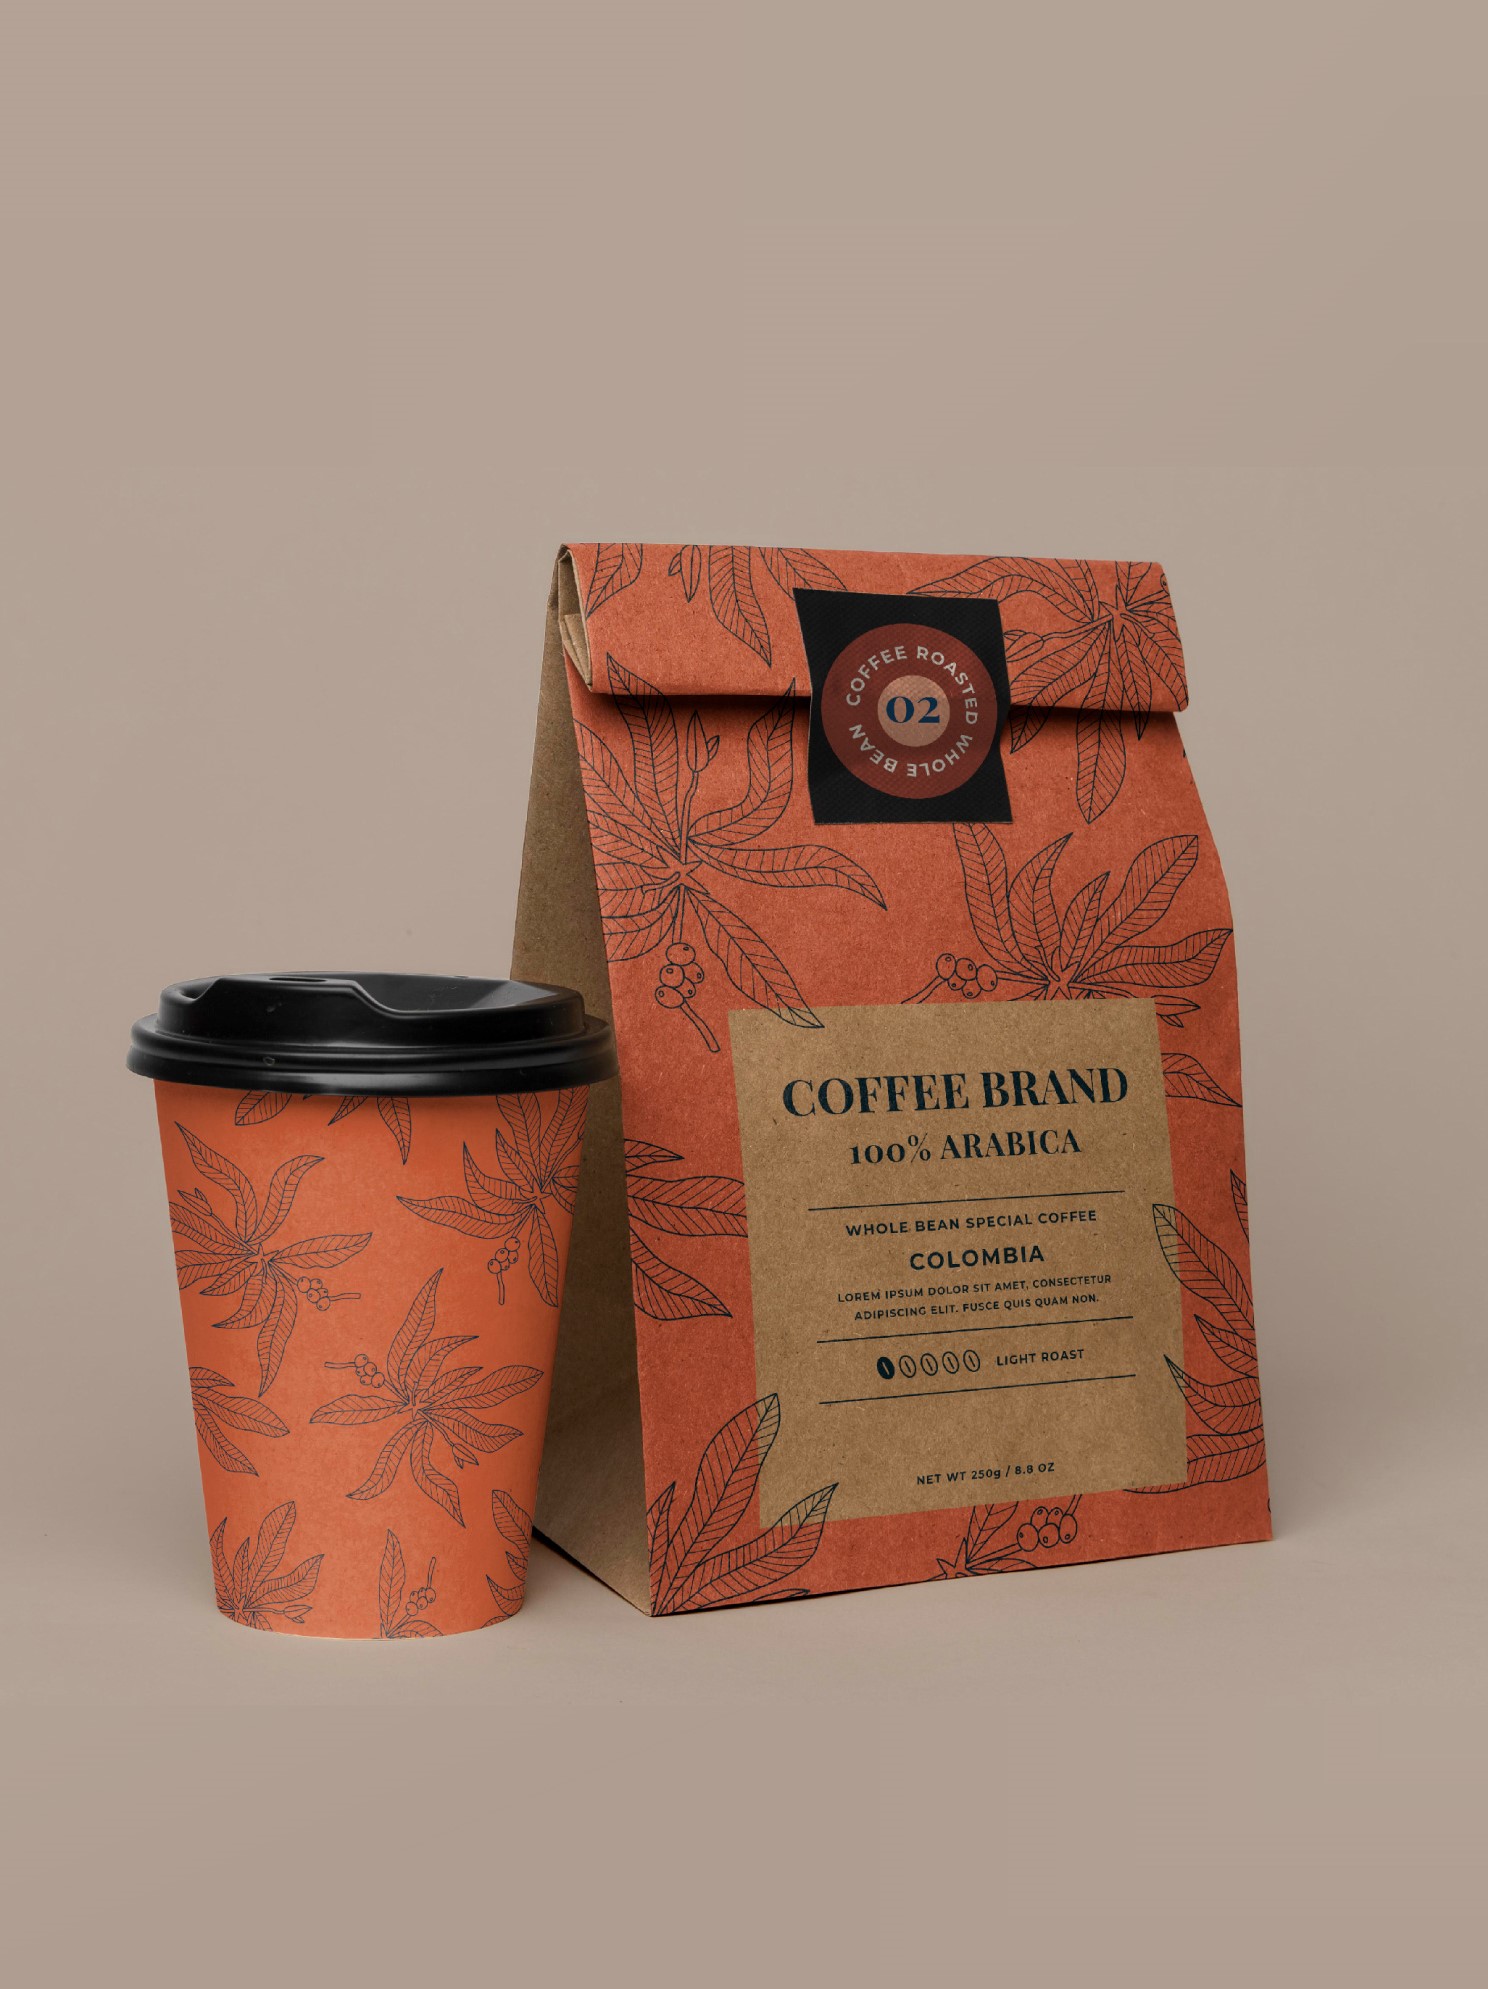 COFFEE ROASTED WHOLE BEAN
02
COFFEE BRAND
100% ARABICA
WHOLE BEAN SPECIAL COFFEE
COLOMBIA
LOREM IPSUM DOLOR SIT AMET, CONSECTETUR
ADIPISCING ELIT. FUSCE QUIS QUAM NON.
LIGHT ROAST
NET WT 250g / 8.8 OZ